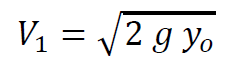 V₁ = √(2 g yₒ)